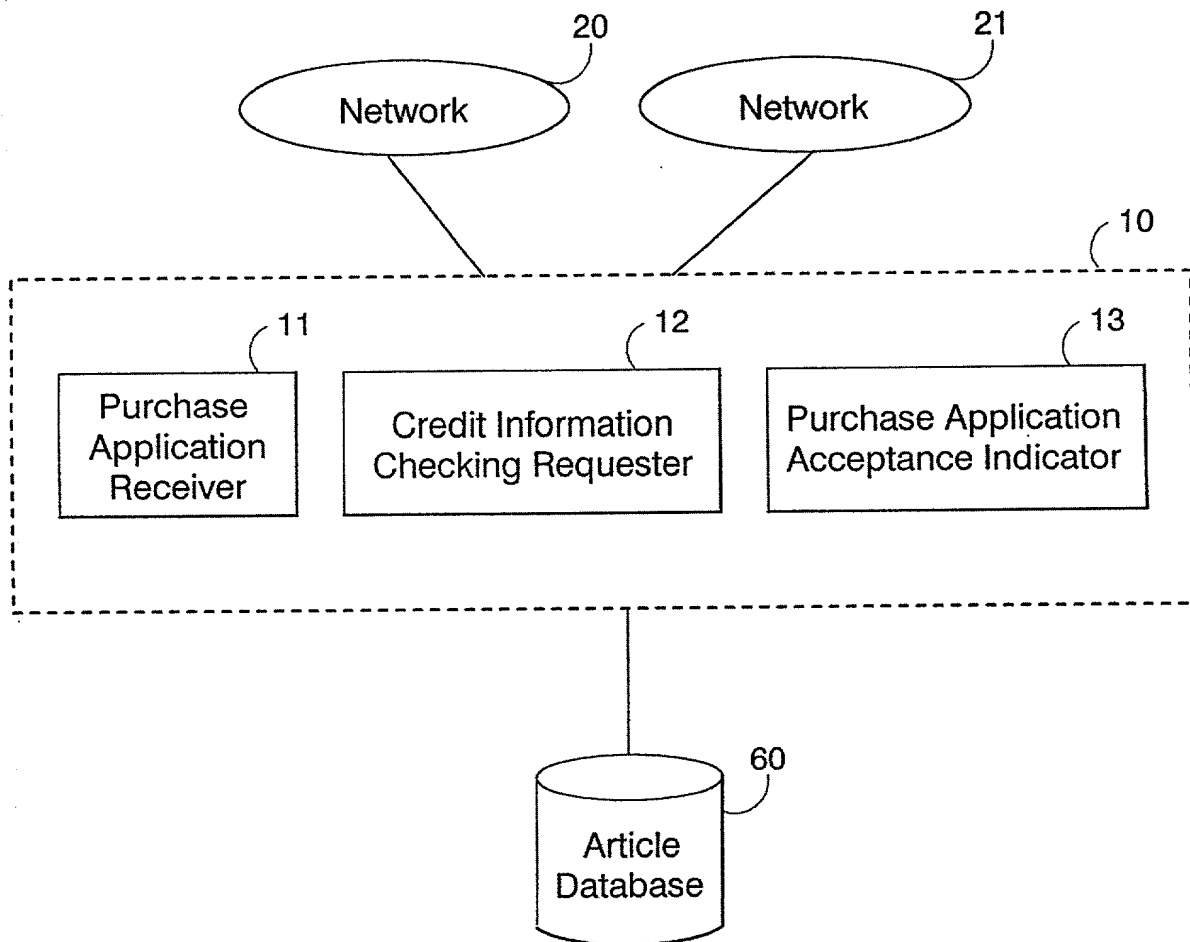 20
21
Network
Network
10
11
12
13
Purchase
Application
Receiver
Credit Information
Checking Requester
Purchase Application
Acceptance Indicator
60
Article
Database